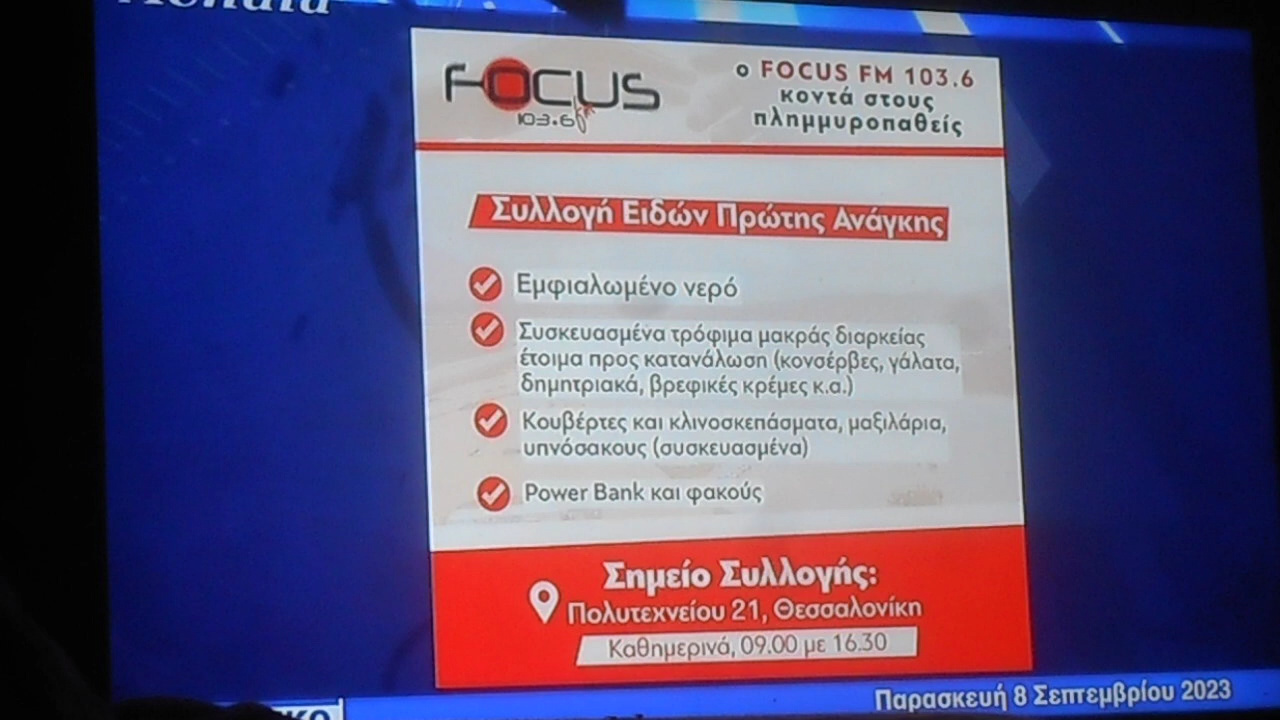 FOCUS
103.6 fm
ο FOCUS FM 103.6
κοντά στους
πλημμυροπαθείς
Συλλογή Ειδών Πρώτης Ανάγκης
Εμφιαλωμένο νερό
Συσκευασμένα τρόφιμα μακράς διαρκείας
έτοιμα προς κατανάλωση (κονσέρβες, γάλατα,
δημητριακά, βρεφικές κρέμες κ.α.)
Κουβέρτες και κλινοσκεπάσματα, μαξιλάρια,
υπνόσακους (συσκευασμένα)
Power Bank και φακούς
Σημείο Συλλογής:
Πολυτεχνείου 21, Θεσσαλονίκη
Καθημερινά, 09.00 με 16.30
Παρασκευή 8 Σεπτεμβρίου 2023